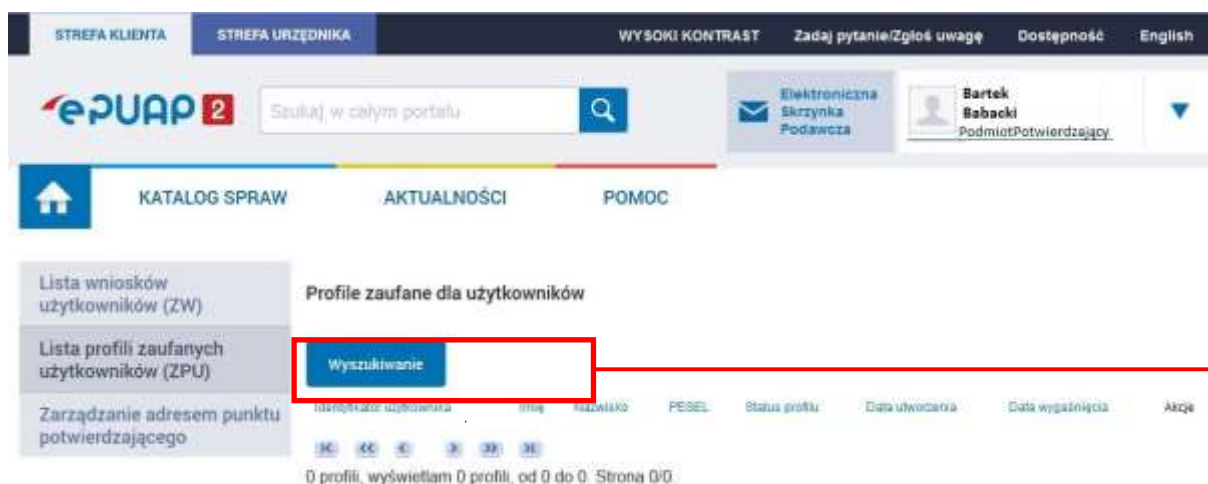 STREFA KLIENTA STREFA URZĘDNIKA WYSOKI KONTRAST Zadaj pytanie/Zgłoś uwagę Dostępność English
ePUAP 2 Szukaj w całym portalu Elektroniczna Skrzynka Podawcza Bartek Babacki PodmiotPotwierdzający
KATALOG SPRAW AKTUALNOŚCI POMOC
Lista wniosków
użytkowników (ZW)
Profile zaufane dla użytkowników
Lista profili zaufanych
użytkowników (ZPU)
Wyszukiwanie
Zarządzanie adresem punktu
potwierdzającego
Identyfikator użytkownika Imię Nazwisko PESEL Status profilu Data utworzenia Data wygaśnięcia Akcje
0 profili, wyświetlam 0 profili, od 0 do 0. Strona 0/0.